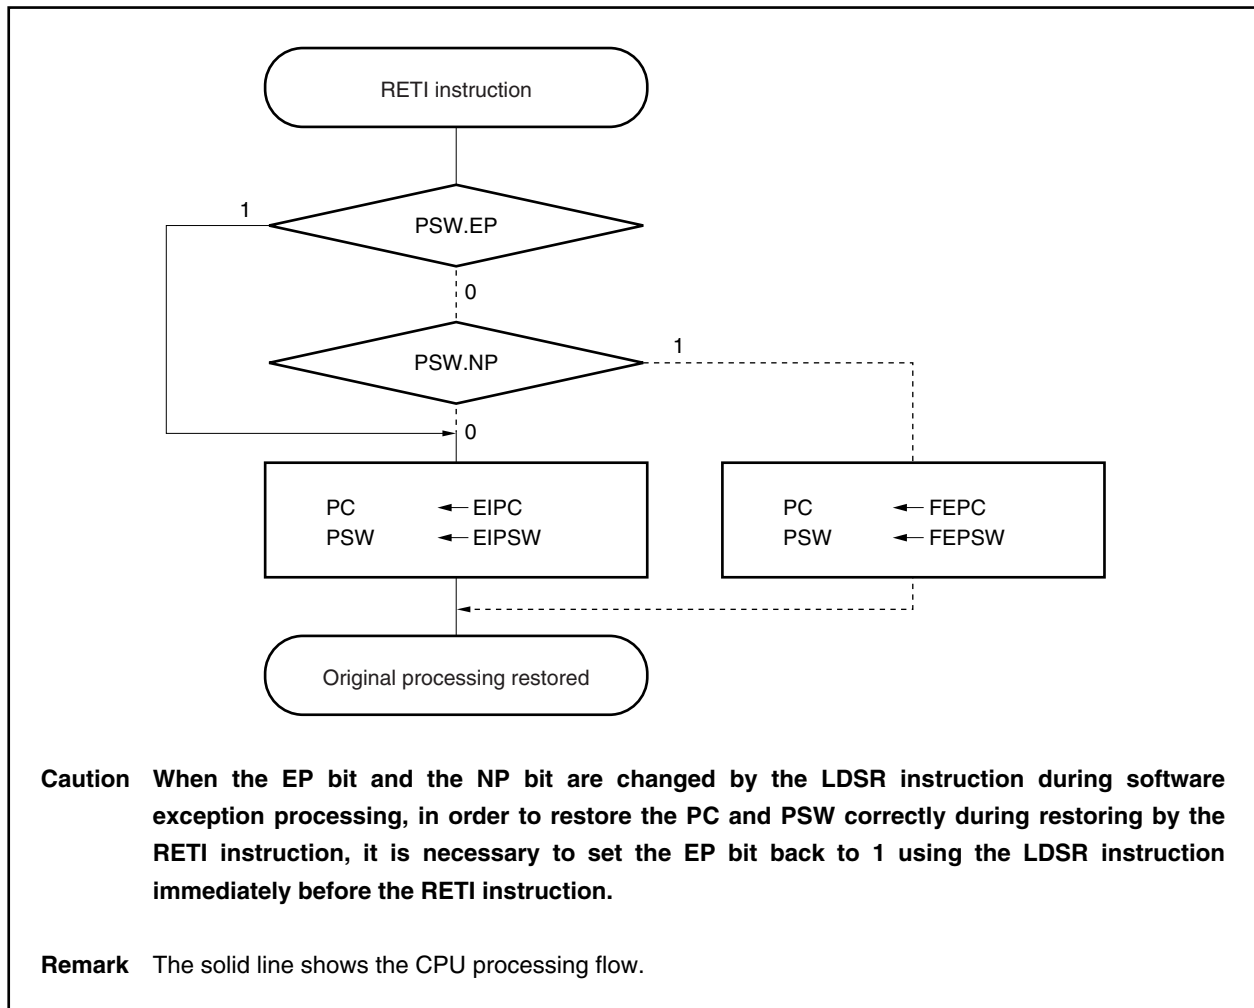 RETI instruction
1
PSW.EP
0
1
PSW.NP
0
PC ← EIPC
PSW ← EIPSW
PC ← FEPC
PSW ← FEPSW
Original processing restored
Caution When the EP bit and the NP bit are changed by the LDSR instruction during software
exception processing, in order to restore the PC and PSW correctly during restoring by the
RETI instruction, it is necessary to set the EP bit back to 1 using the LDSR instruction
immediately before the RETI instruction.
Remark The solid line shows the CPU processing flow.